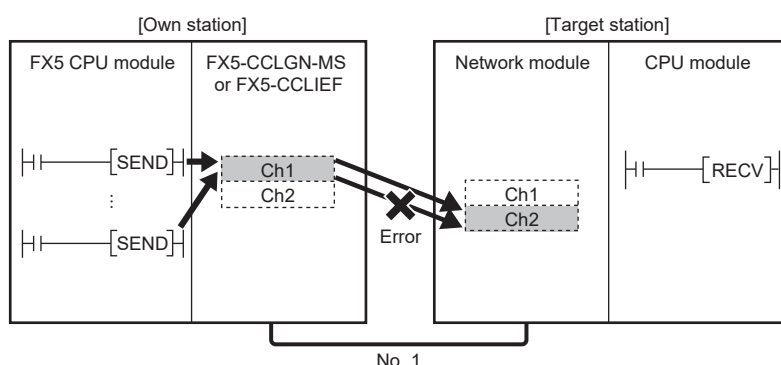 [Own station]
[Target station]
FX5 CPU module
FX5-CCLGN-MS
or FX5-CCLIEF
Network module
CPU module
SEND
Ch1
Ch2
⋮
SEND
Error
Ch1
Ch2
RECV
No. 1